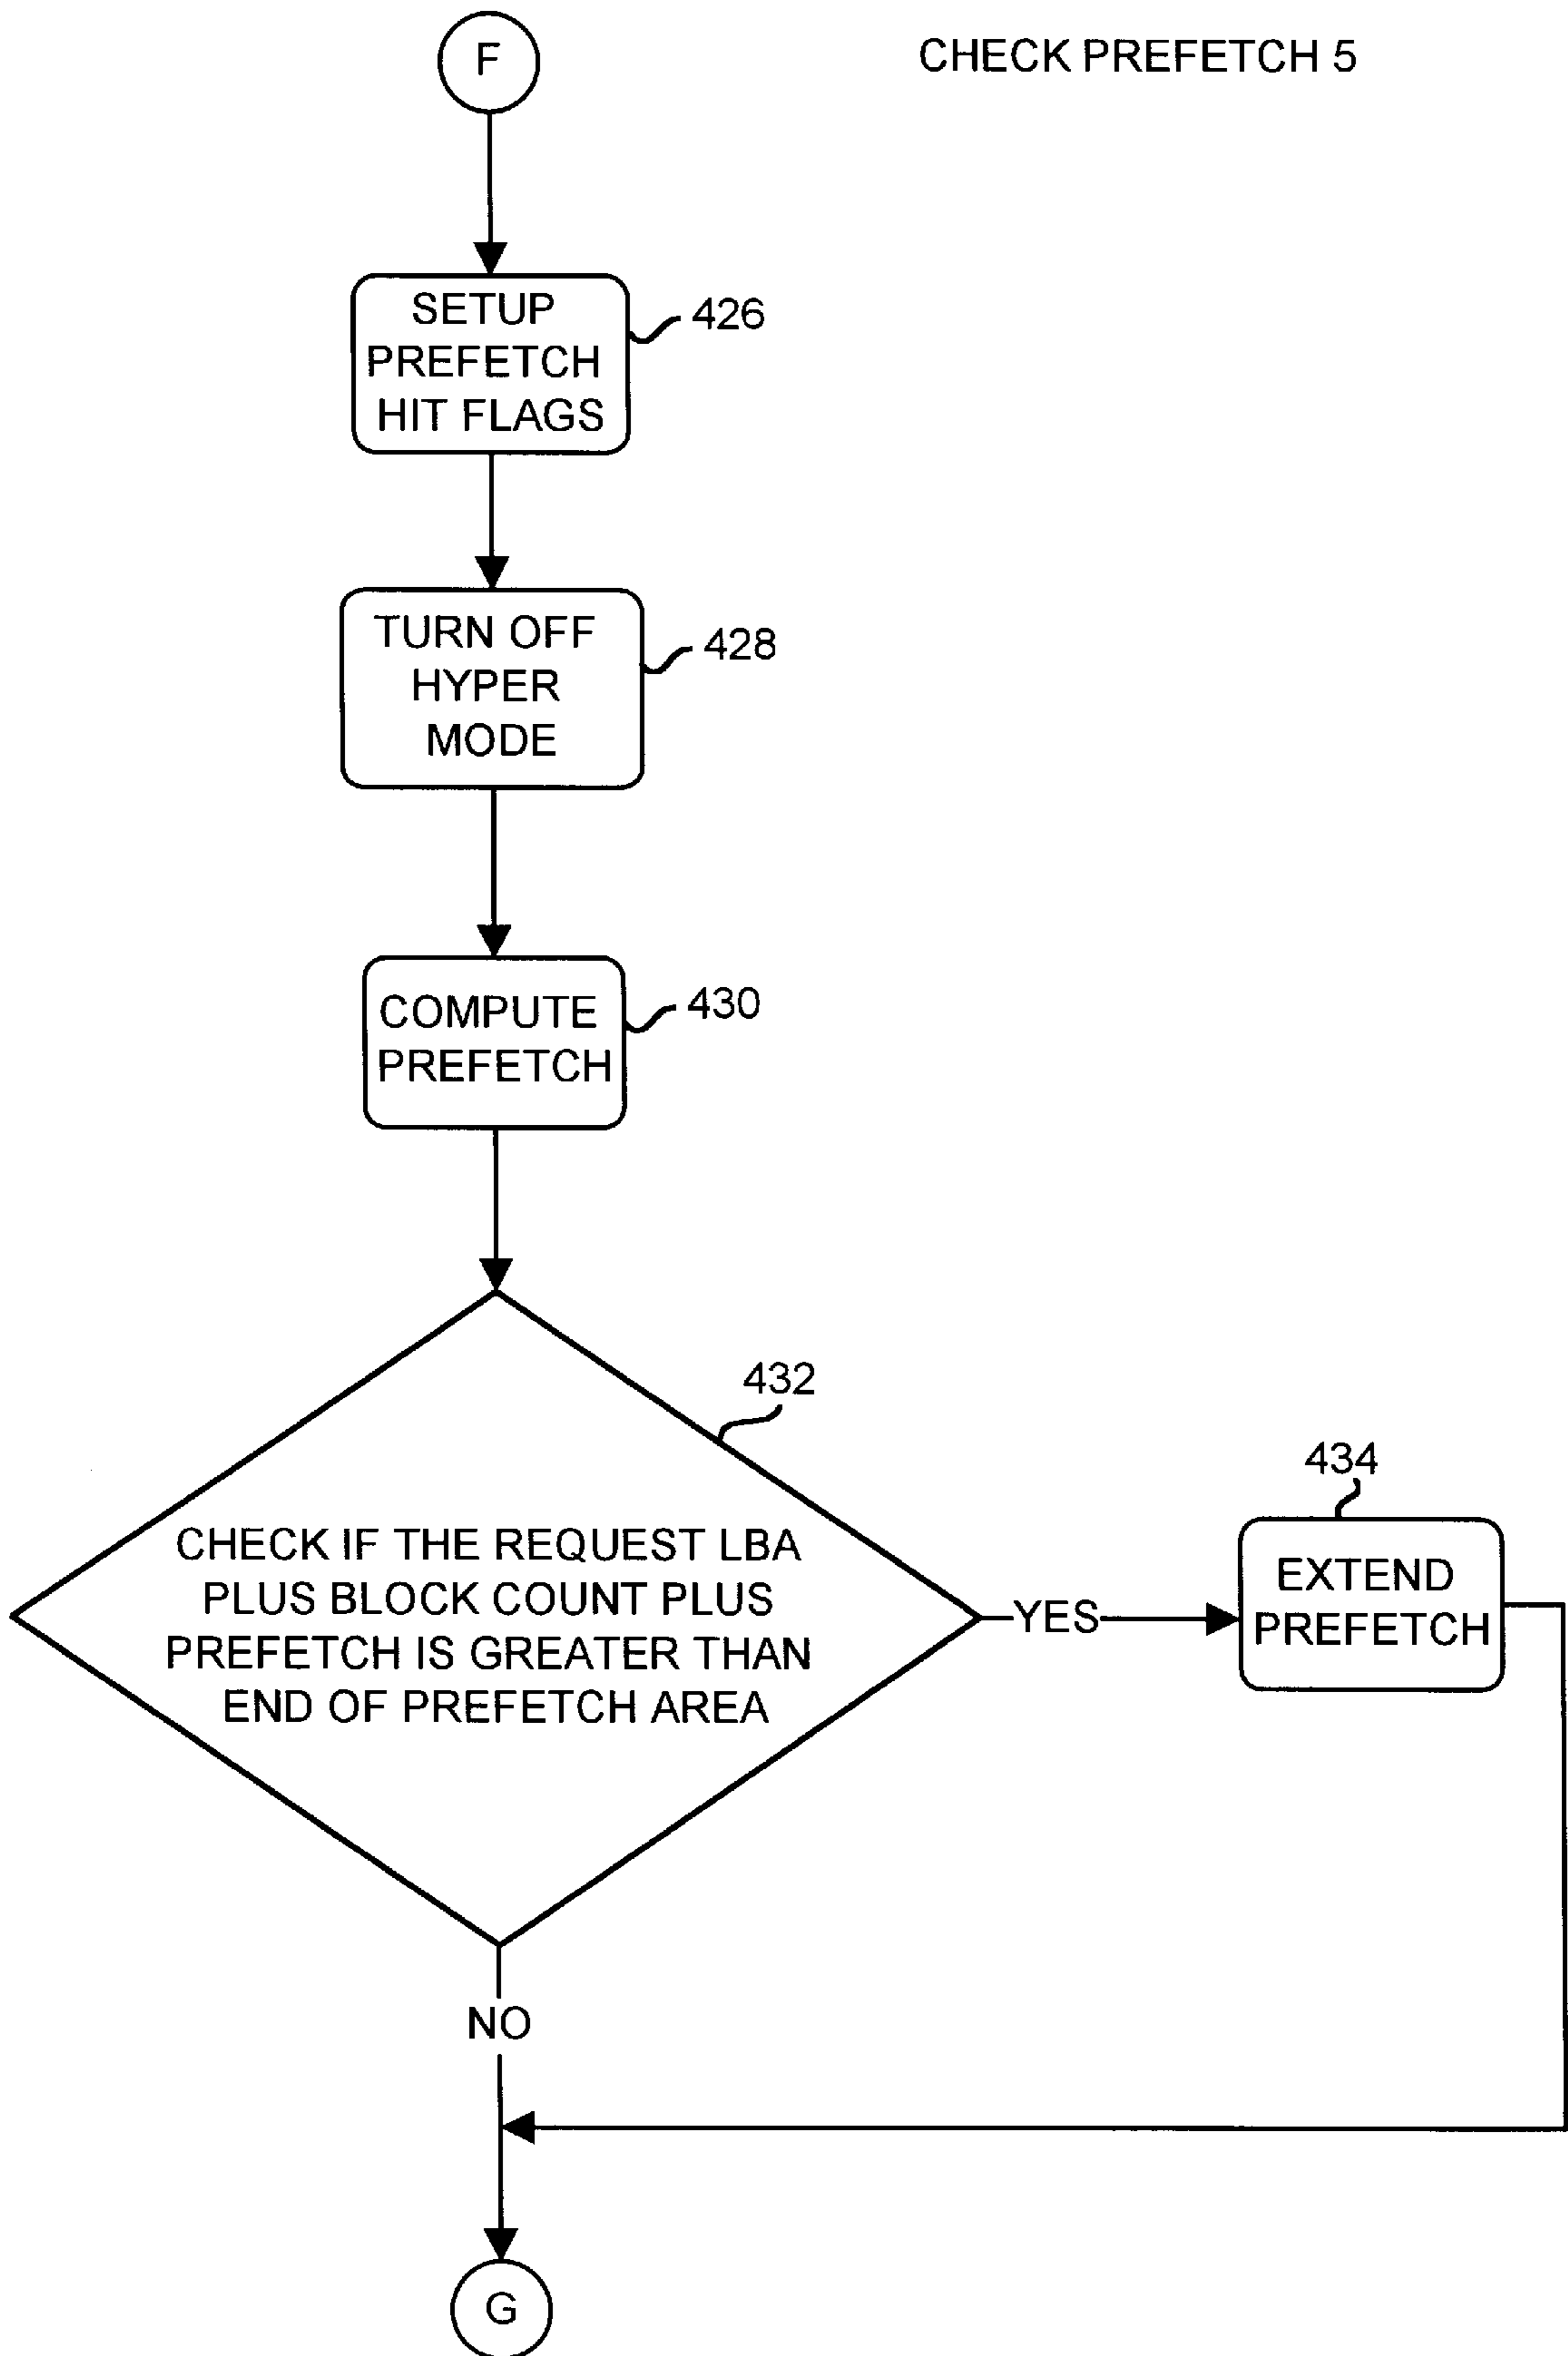 F
CHECK PREFETCH 5
SETUP
PREFETCH
HIT FLAGS
426
TURN OFF
HYPER
MODE
428
COMPUTE
PREFETCH
430
432
CHECK IF THE REQUEST LBA
PLUS BLOCK COUNT PLUS
PREFETCH IS GREATER THAN
END OF PREFETCH AREA
YES
434
EXTEND
PREFETCH
NO
G